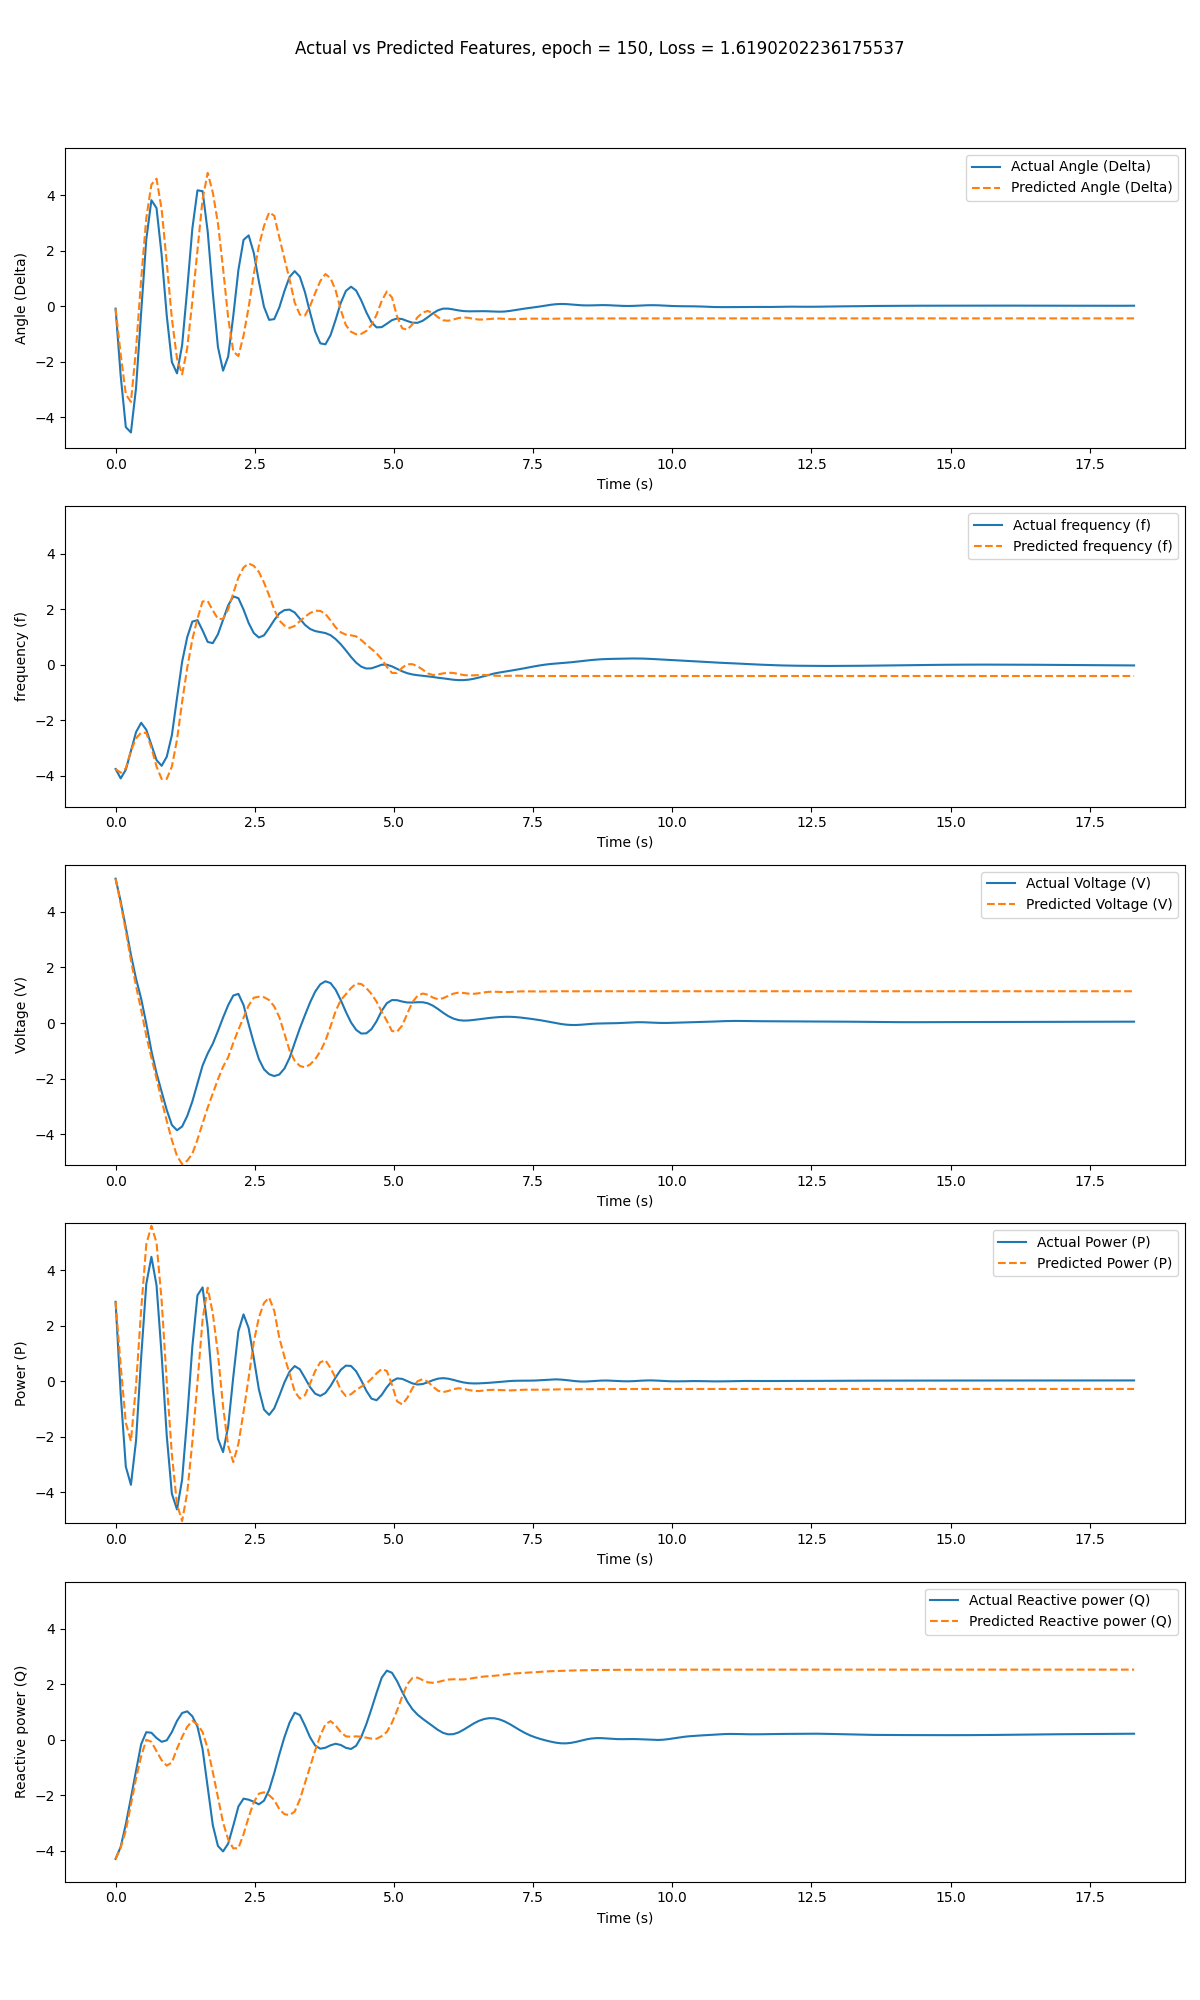 Actual vs Predicted Features, epoch = 150, Loss = 1.6190202236175537
Actual Angle (Delta)
Predicted Angle (Delta)
Angle (Delta)
4
2
0
−2
−4
0.0 2.5 5.0 7.5 10.0 12.5 15.0 17.5
Time (s)
Actual frequency (f)
Predicted frequency (f)
frequency (f)
4
2
0
−2
−4
0.0 2.5 5.0 7.5 10.0 12.5 15.0 17.5
Time (s)
Actual Voltage (V)
Predicted Voltage (V)
Voltage (V)
4
2
0
−2
−4
0.0 2.5 5.0 7.5 10.0 12.5 15.0 17.5
Time (s)
Actual Power (P)
Predicted Power (P)
Power (P)
4
2
0
−2
−4
0.0 2.5 5.0 7.5 10.0 12.5 15.0 17.5
Time (s)
Actual Reactive power (Q)
Predicted Reactive power (Q)
Reactive power (Q)
4
2
0
−2
−4
0.0 2.5 5.0 7.5 10.0 12.5 15.0 17.5
Time (s)